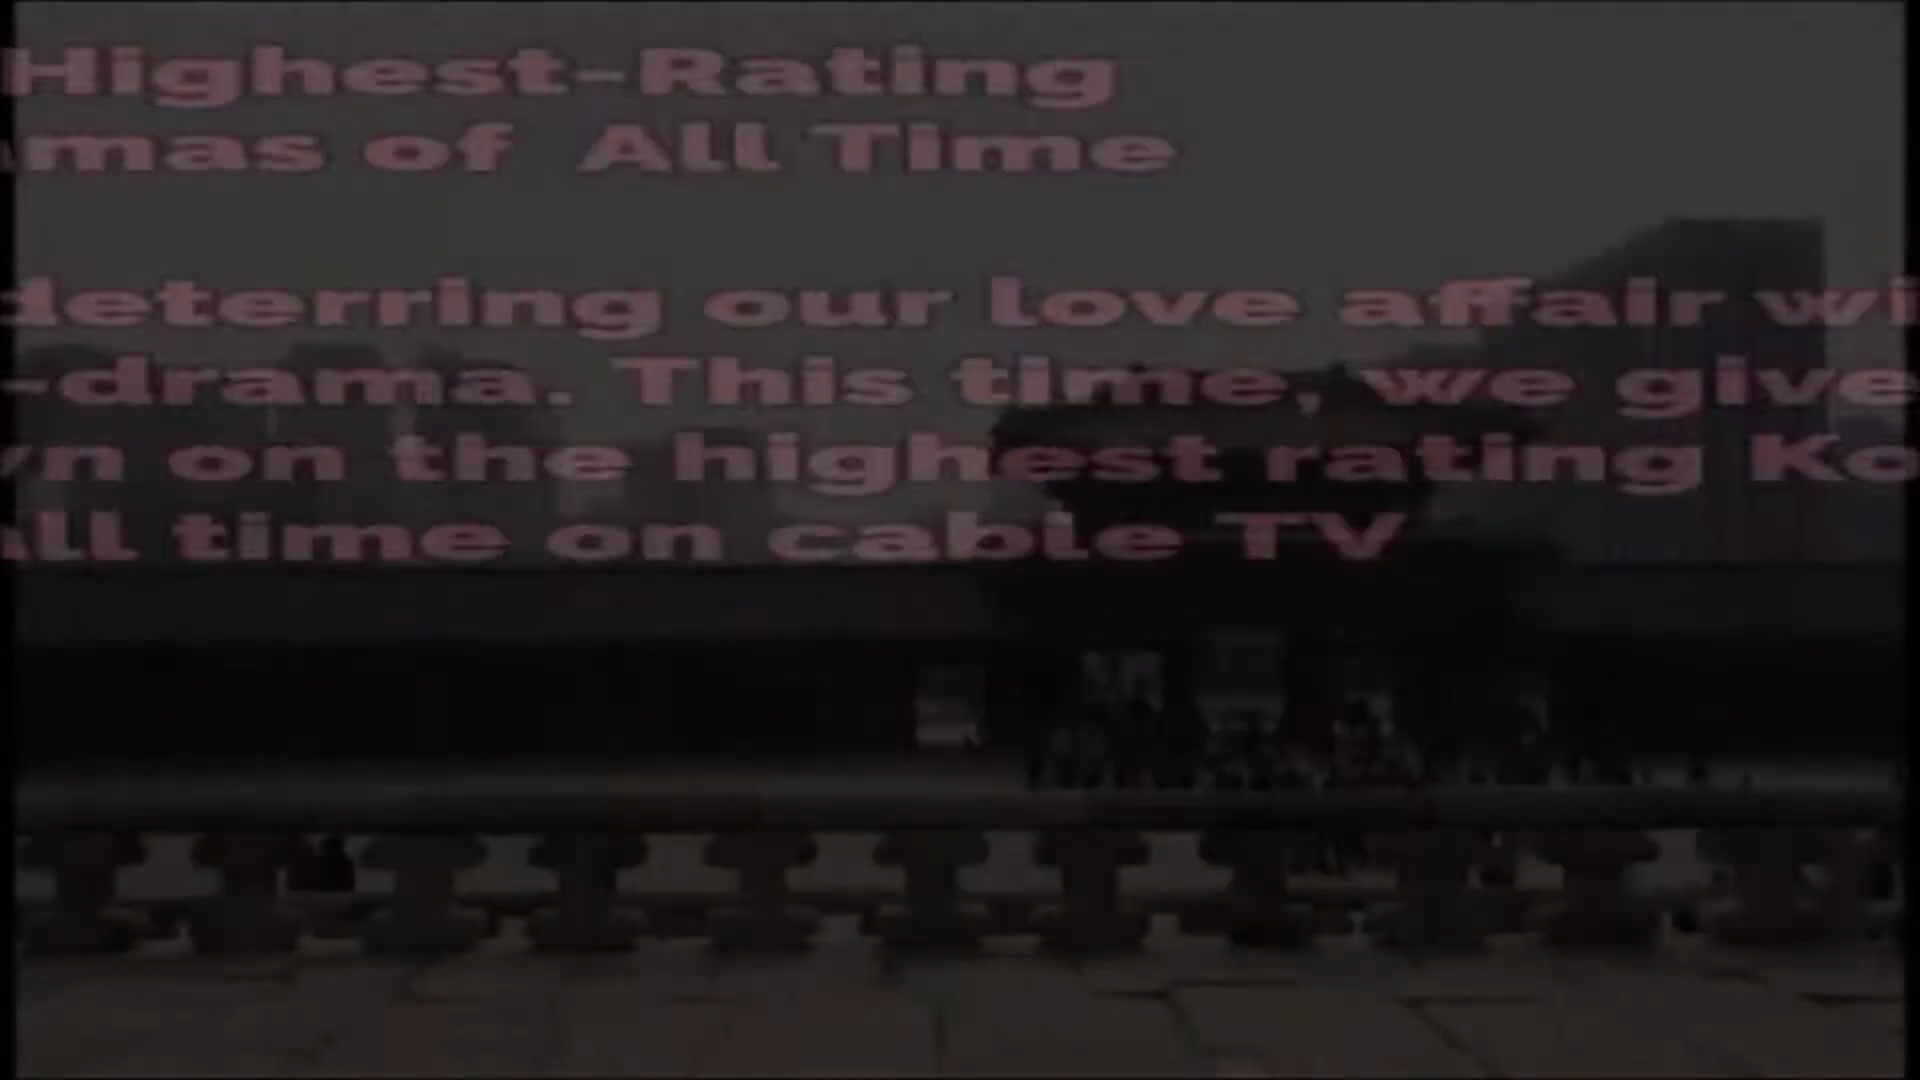 Highest-Rating
mas of All Time
deterring our love affair wi
-drama. This time, we give
n on the highest rating Ko
ll time on cable TV